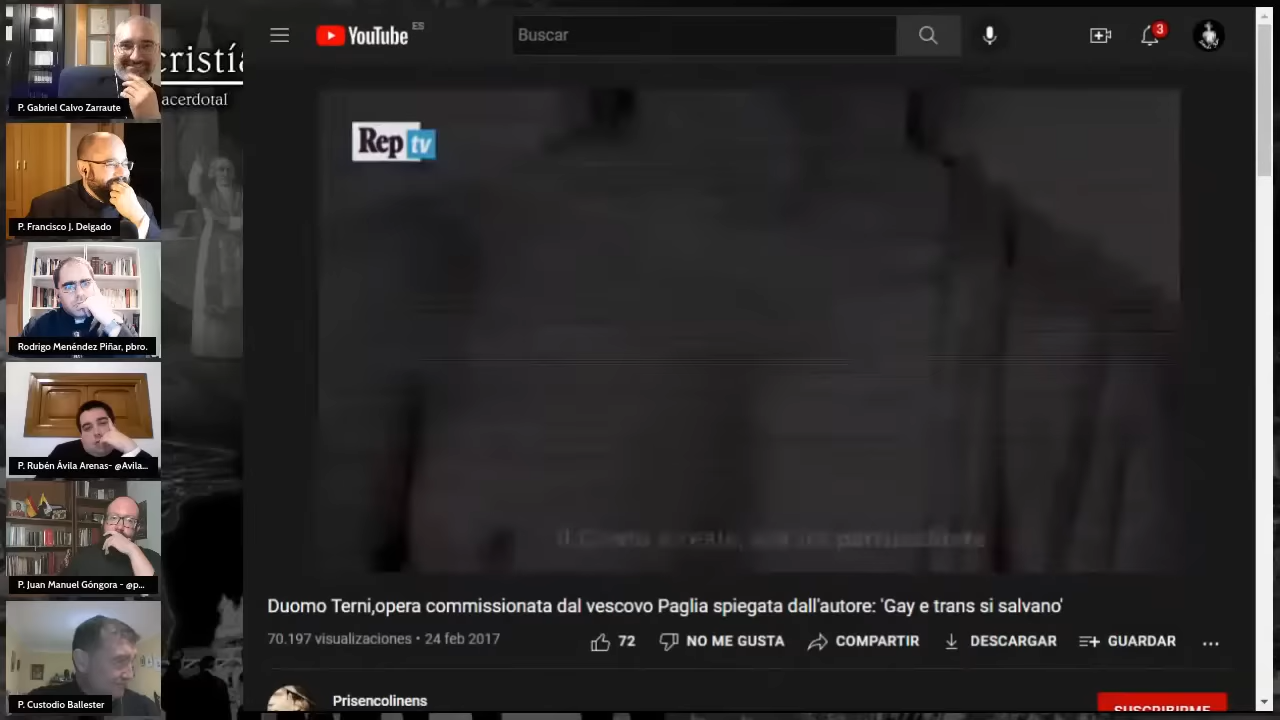 P. Gabriel Calvo Zarraute
P. Francisco J. Delgado
Rodrigo Menéndez Piñar, pbro.
P. Rubén Ávila Arenas- @Avila...
P. Juan Manuel Góngora - @p...
P. Custodio Ballester
cristía
acerdotal
YouTube ES
Buscar
3
Rep tv
Duomo Terni,opera commissionata dal vescovo Paglia spiegata dall'autore: 'Gay e trans si salvano'
70.197 visualizaciones • 24 feb 2017
72 NO ME GUSTA COMPARTIR DESCARGAR GUARDAR ...
Prisencolinens
SUSCRIBIRME